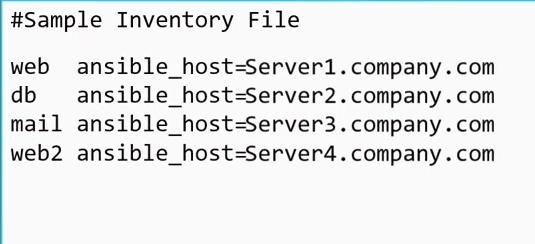 #Sample Inventory File
web  ansible_host=Server1.company.com
db   ansible_host=Server2.company.com
mail ansible_host=Server3.company.com
web2 ansible_host=Server4.company.com